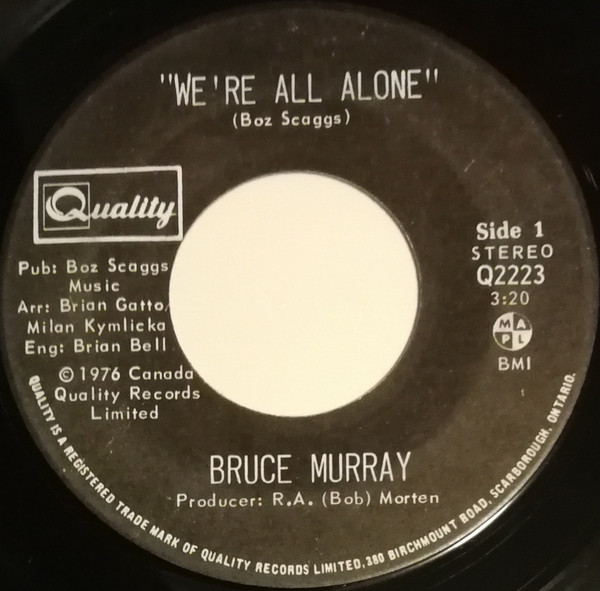 "WE'RE ALL ALONE"
(Boz Scaggs)
Quality
Pub: Boz Scaggs
Music
Arr: Brian Gatto,
Milan Kymlicka
Eng: Brian Bell
© 1976 Canada
Quality Records
Limited
Side 1
STEREO
Q2223
3:20
M A
P L
BMI
BRUCE MURRAY
Producer: R.A. (Bob) Morten
QUALITY IS A REGISTERED TRADE MARK OF QUALITY RECORDS LIMITED, 380 BIRCHMOUNT ROAD, SCARBOROUGH, ONTARIO.